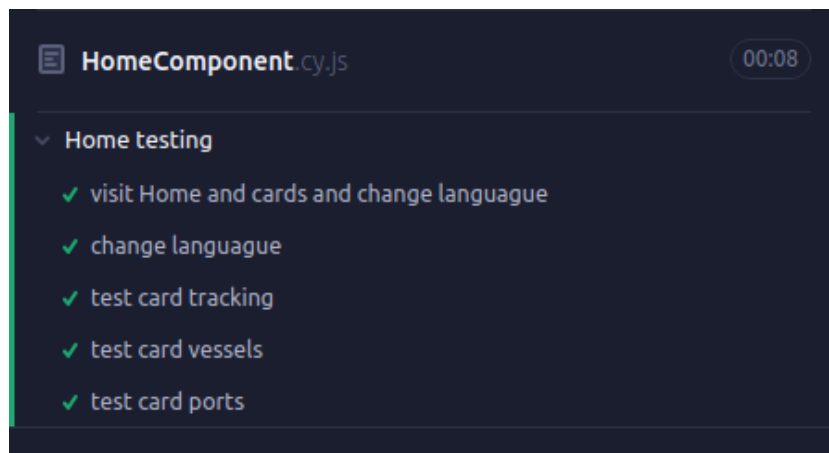 HomeComponent.cy.js 00:08
Home testing
visit Home and cards and change languague
change languague
test card tracking
test card vessels
test card ports